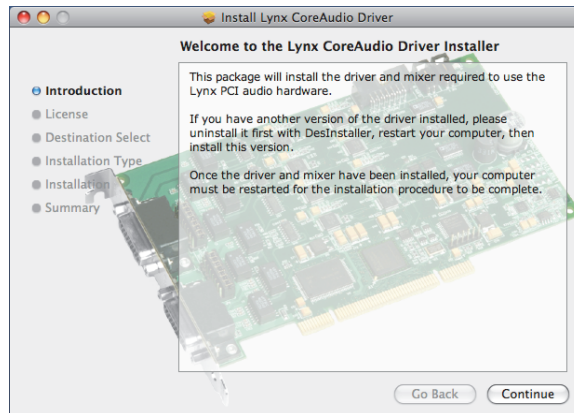 Install Lynx CoreAudio Driver
Welcome to the Lynx CoreAudio Driver Installer
Introduction
License
Destination Select
Installation Type
Installation
Summary
This package will install the driver and mixer required to use the
Lynx PCI audio hardware.
If you have another version of the driver installed, please
uninstall it first with DesInstaller, restart your computer, then
install this version.
Once the driver and mixer have been installed, your computer
must be restarted for the installation procedure to be complete.
Go Back
Continue